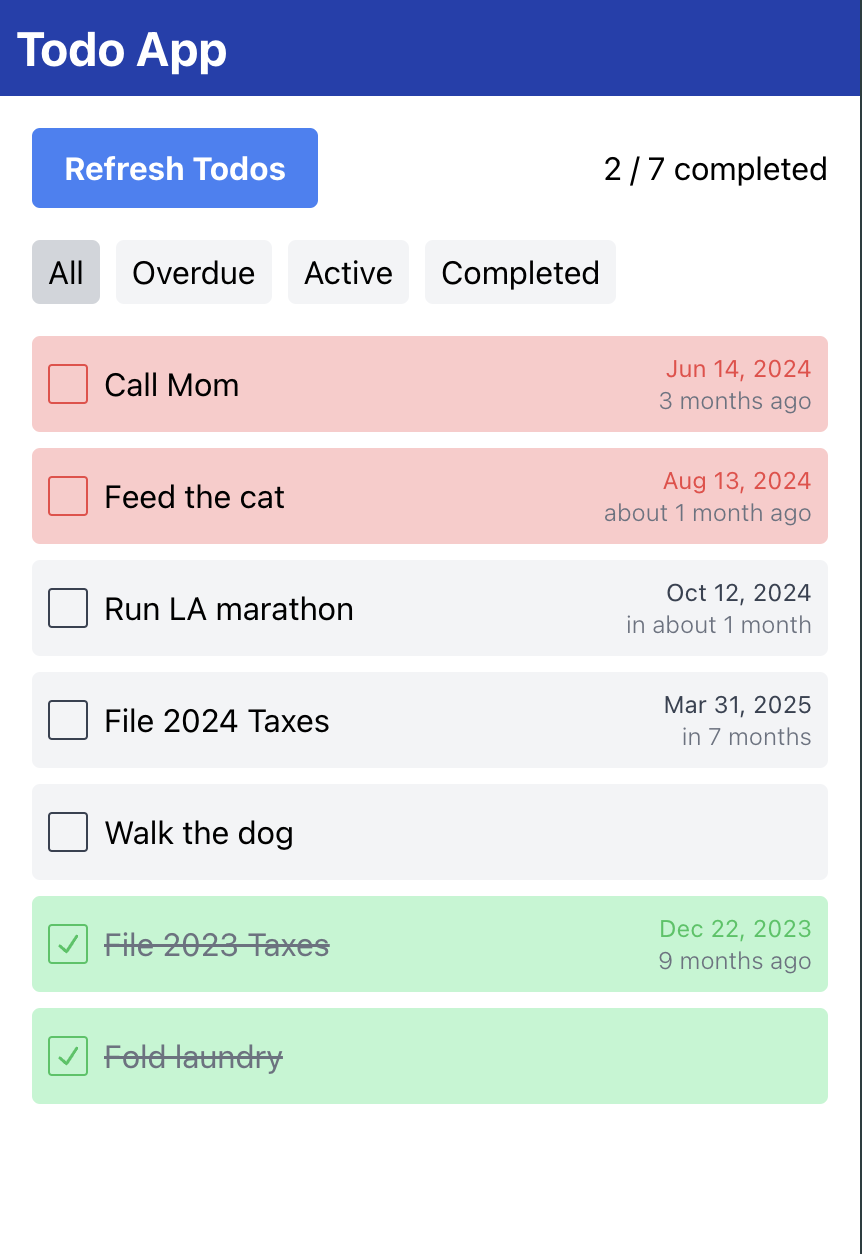 Todo App
Refresh Todos
2 / 7 completed
All
Overdue
Active
Completed
Call Mom
Jun 14, 2024
3 months ago
Feed the cat
Aug 13, 2024
about 1 month ago
Run LA marathon
Oct 12, 2024
in about 1 month
File 2024 Taxes
Mar 31, 2025
in 7 months
Walk the dog
File 2023 Taxes
Dec 22, 2023
9 months ago
Fold laundry